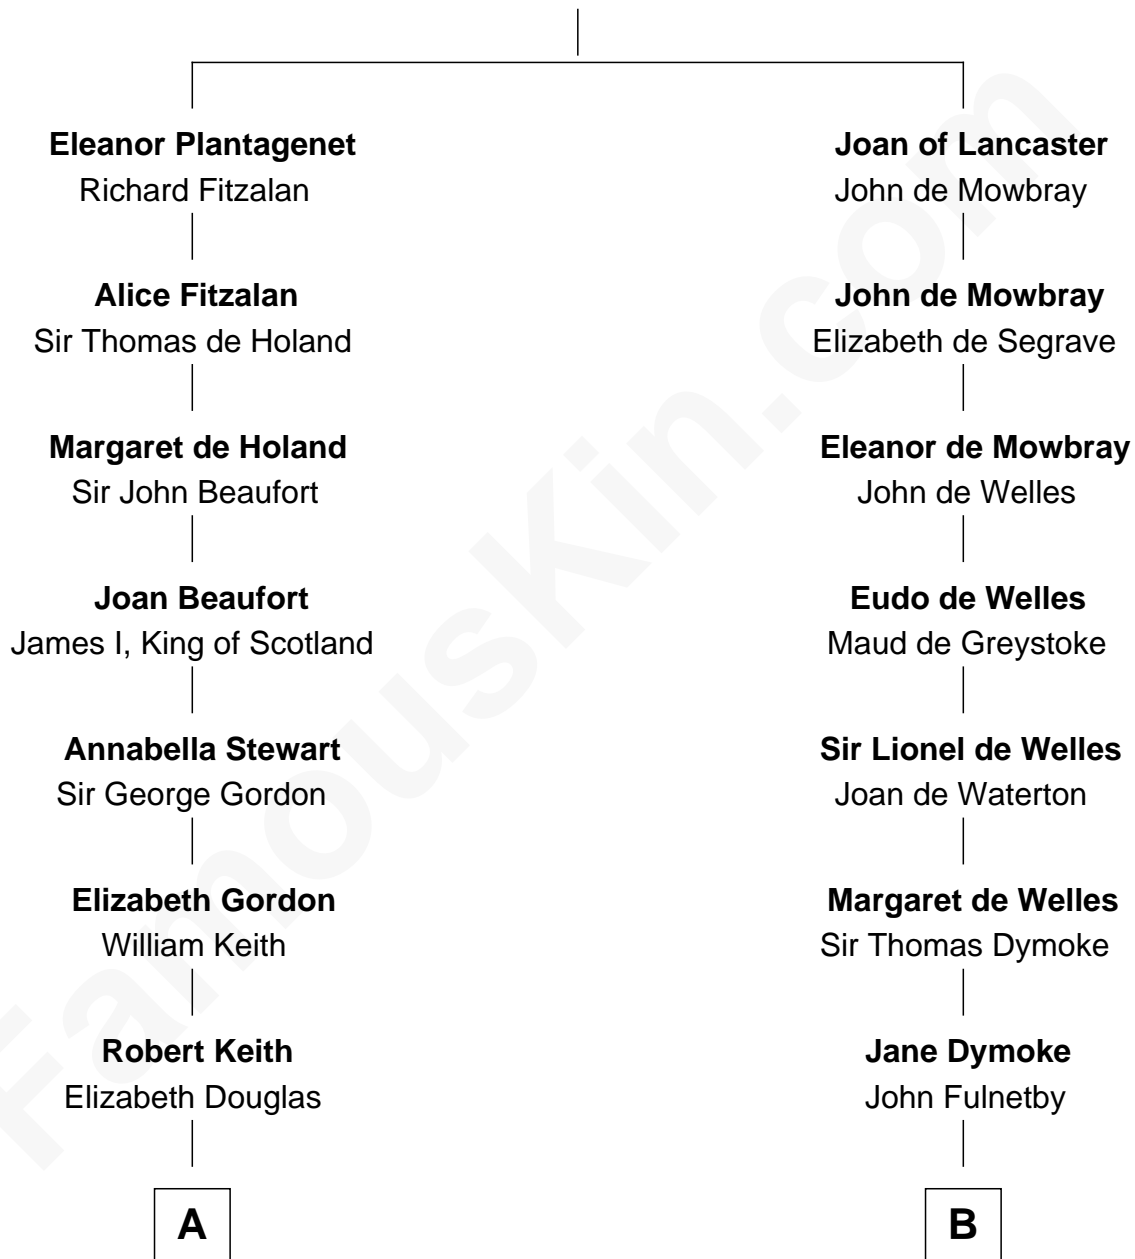 Eleanor Plantagenet
Richard Fitzalan
Alice Fitzalan
Sir Thomas de Holand
Margaret de Holand
Sir John Beaufort
Joan Beaufort
James I, King of Scotland
Annabella Stewart
Sir George Gordon
Elizabeth Gordon
William Keith
Robert Keith
Elizabeth Douglas
A
Joan of Lancaster
John de Mowbray
John de Mowbray
Elizabeth de Segrave
Eleanor de Mowbray
John de Welles
Eudo de Welles
Maud de Greystoke
Sir Lionel de Welles
Joan de Waterton
Margaret de Welles
Sir Thomas Dymoke
Jane Dymoke
John Fulnetby
B
FamousKin.com